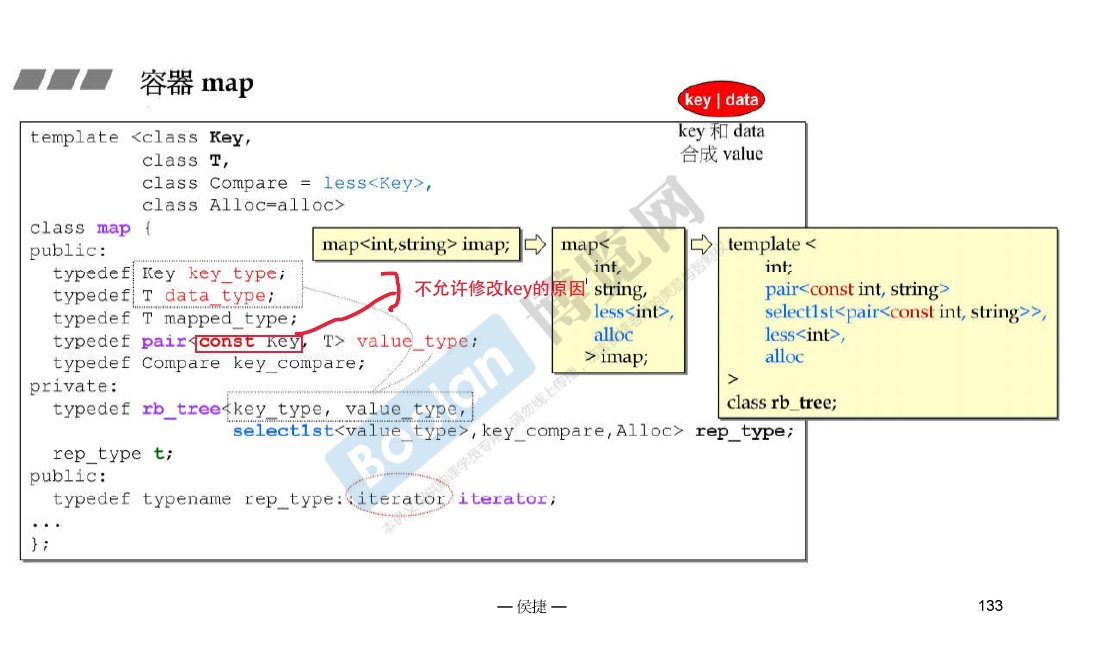 容器 map
key | data
key 和 data
合成 value
template <class Key,
class T,
class Compare = less<Key>,
class Alloc=alloc>
class map {
public:
typedef Key key_type;
typedef T data_type;
typedef T mapped_type;
typedef pair<const Key, T> value_type;
typedef Compare key_compare;
private:
typedef rb_tree<key_type, value_type,
select1st<value_type>,key_compare,Alloc> rep_type;
rep_type t;
public:
typedef typename rep_type::iterator iterator;
...
};
不允许修改key的原因
map<int,string> imap;
map<
int,
string,
less<int>,
alloc
> imap;
template <
int;
pair<const int, string>
select1st<pair<const int, string>>,
less<int>,
alloc
>
class rb_tree;
Boolan
博览网
— 侯捷 —
133